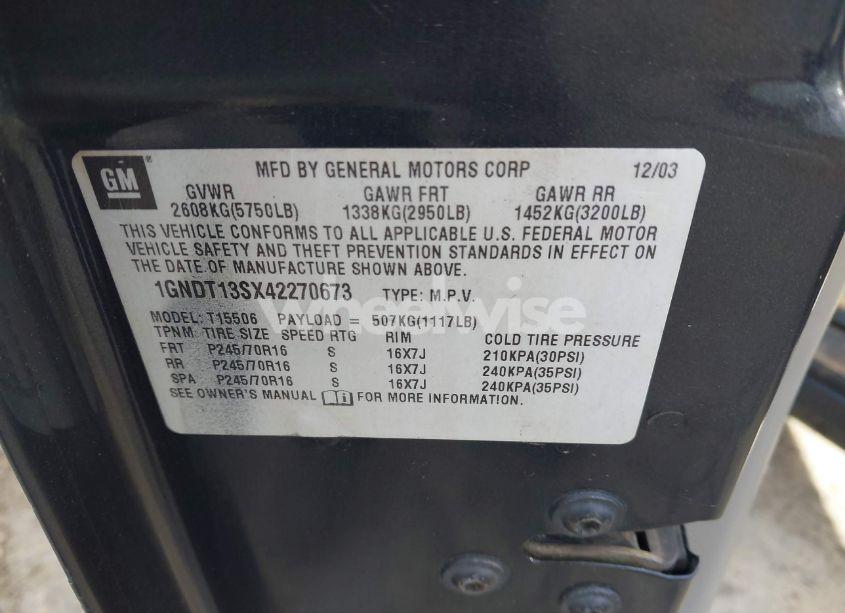 GM ®
MFD BY GENERAL MOTORS CORP 12/03
GVWR GAWR FRT GAWR RR
2608KG(5750LB) 1338KG(2950LB) 1452KG(3200LB)
THIS VEHICLE CONFORMS TO ALL APPLICABLE U.S. FEDERAL MOTOR
VEHICLE SAFETY AND THEFT PREVENTION STANDARDS IN EFFECT ON
THE DATE OF MANUFACTURE SHOWN ABOVE.
1GNDT13SX42270673 TYPE: M.P.V.
wheelwise
MODEL: T15506 PAYLOAD = 507KG(1117LB)
TPNM: TIRE SIZE SPEED RTG RIM COLD TIRE PRESSURE
FRT P245/70R16 S 16X7J 210KPA(30PSI)
RR P245/70R16 S 16X7J 240KPA(35PSI)
SPA P245/70R16 S 16X7J 240KPA(35PSI)
SEE OWNER'S MANUAL FOR MORE INFORMATION.